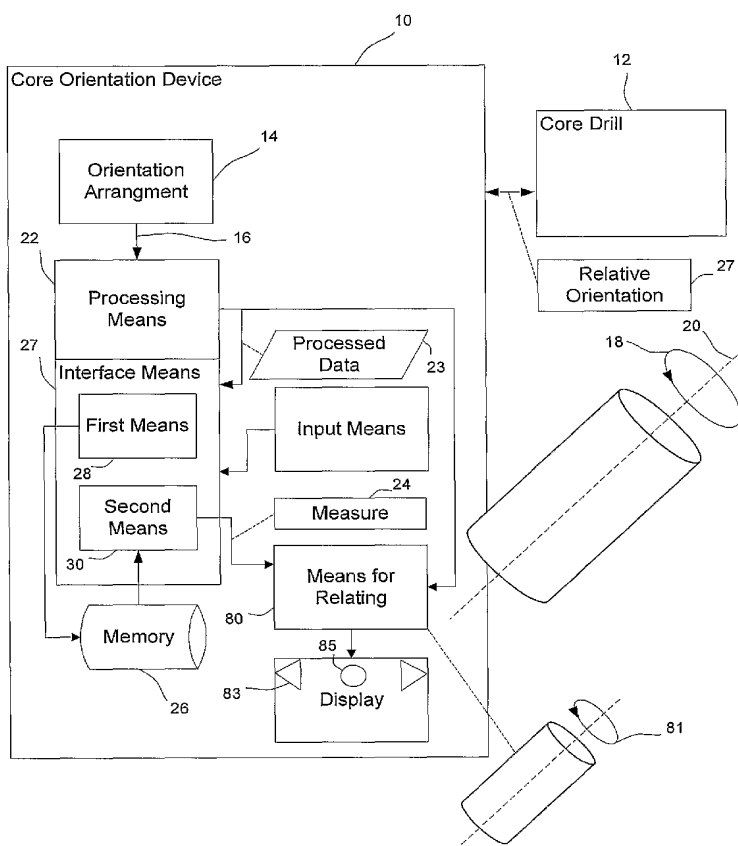 10
Core Orientation Device
12
Core Drill
14
Orientation
Arrangment
16
22
Processing
Means
Relative
Orientation
27
20
18
27
Processed
Data
23
Interface Means
First Means
28
Input Means
24
Measure
Second
Means
30
Means for
Relating
80
Memory
26
85
83
Display
81